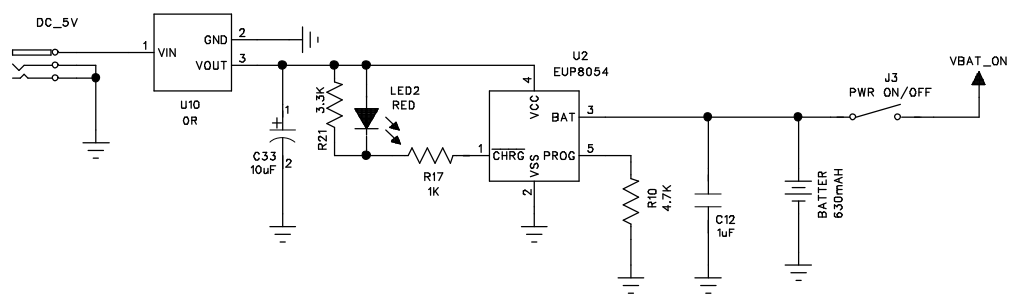 DC_5V
1
VIN
GND
2
VOUT
3
U10
0R
1
+
C33
10uF
2
3.3K
R21
LED2
RED
R17
1K
U2
EUP8054
4
VCC
BAT
3
1
CHRG
VSS
PROG
5
2
R10
4.7K
C12
1uF
BATTER
630mAH
J3
PWR ON/OFF
VBAT_ON